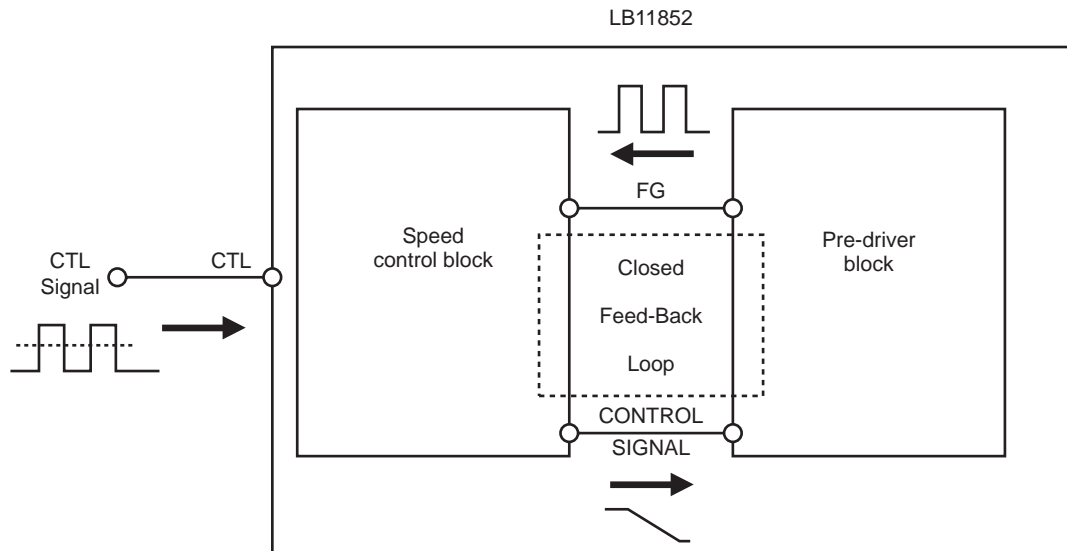 LB11852
FG
Speed
control block
Pre-driver
block
CTL
Signal
CTL
Closed
Feed-Back
Loop
CONTROL
SIGNAL